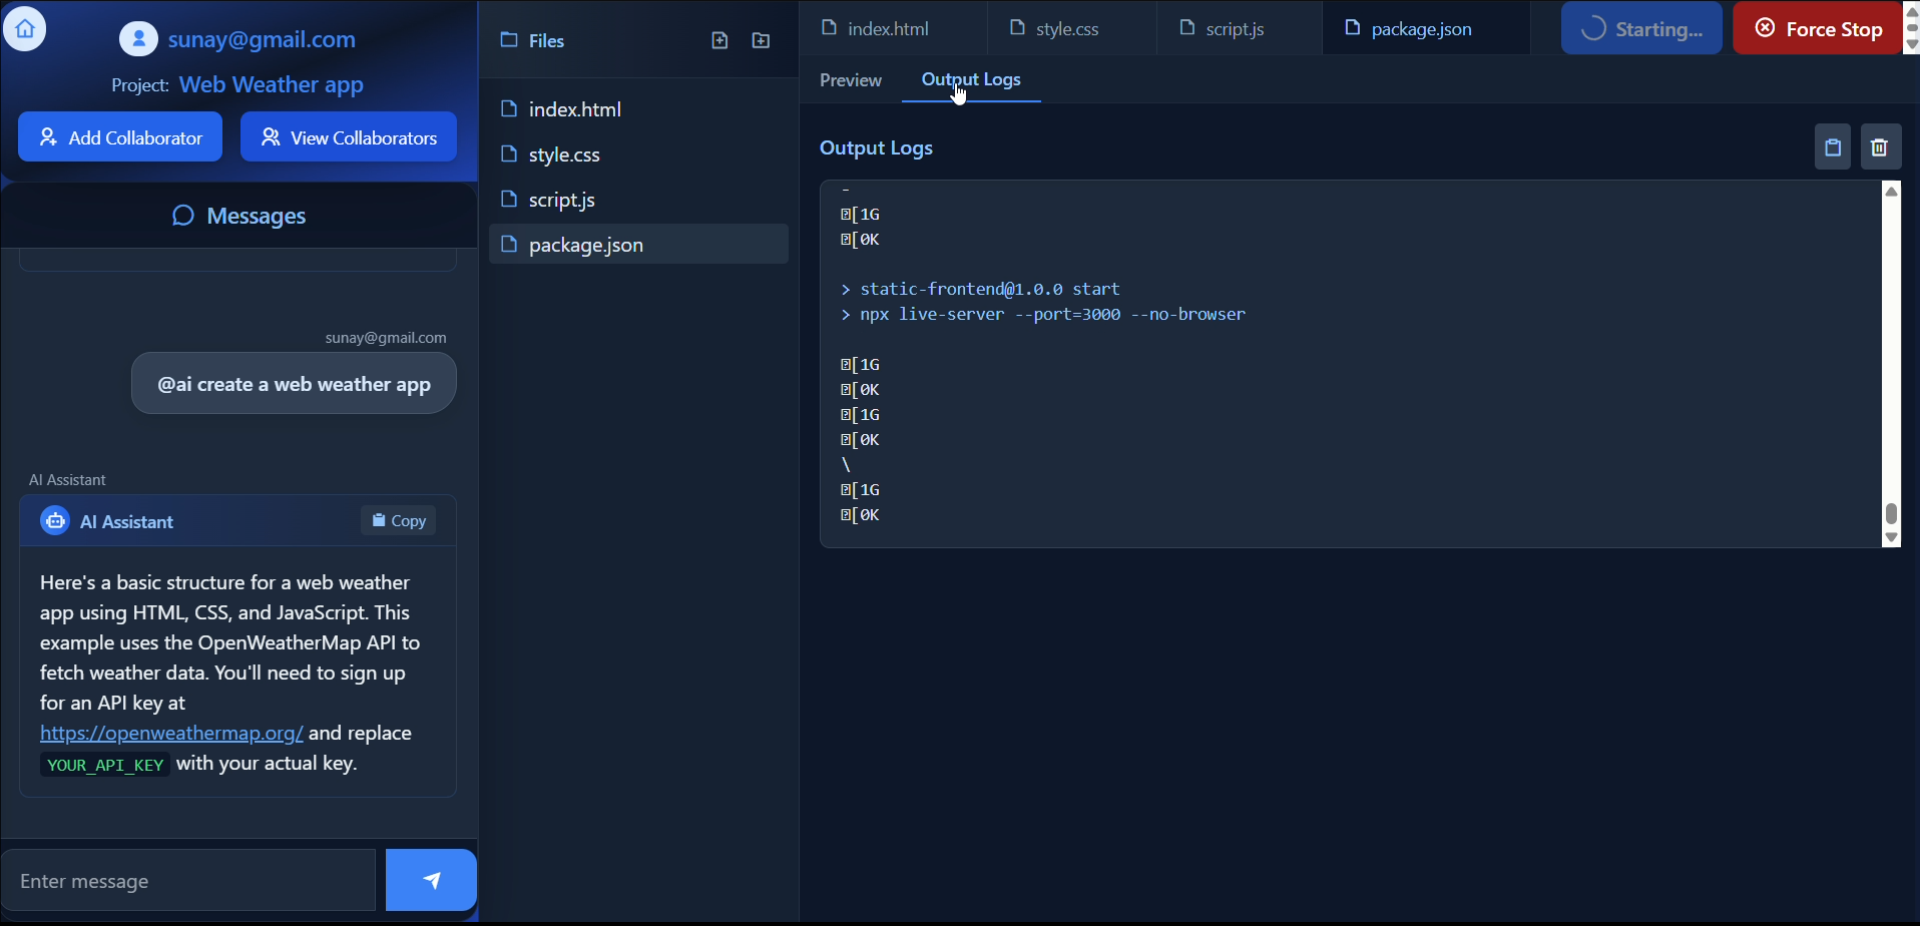 sunay@gmail.com
Project: Web Weather app
Add Collaborator
View Collaborators
Messages
sunay@gmail.com
@ai create a web weather app
AI Assistant
AI Assistant
Copy
Here's a basic structure for a web weather
app using HTML, CSS, and JavaScript. This
example uses the OpenWeatherMap API to
fetch weather data. You'll need to sign up
for an API key at
https://openweathermap.org/ and replace
YOUR_API_KEY with your actual key.
Enter message
Files
index.html
style.css
script.js
package.json
index.html
style.css
script.js
package.json
Starting...
Force Stop
Preview
Output Logs
Output Logs
-
[1G
[0K
> static-frontend@1.0.0 start
> npx live-server --port=3000 --no-browser
[1G
[0K
[1G
[0K
\
[1G
[0K